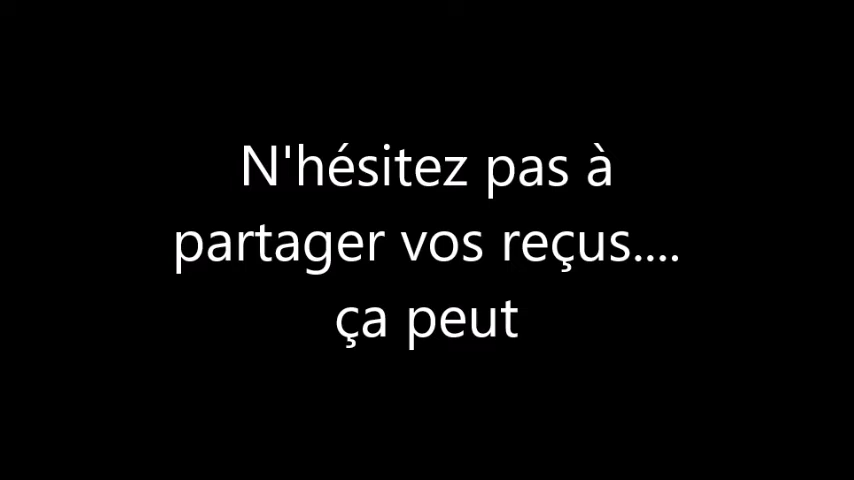 N'hésitez pas à
partager vos reçus....
ça peut